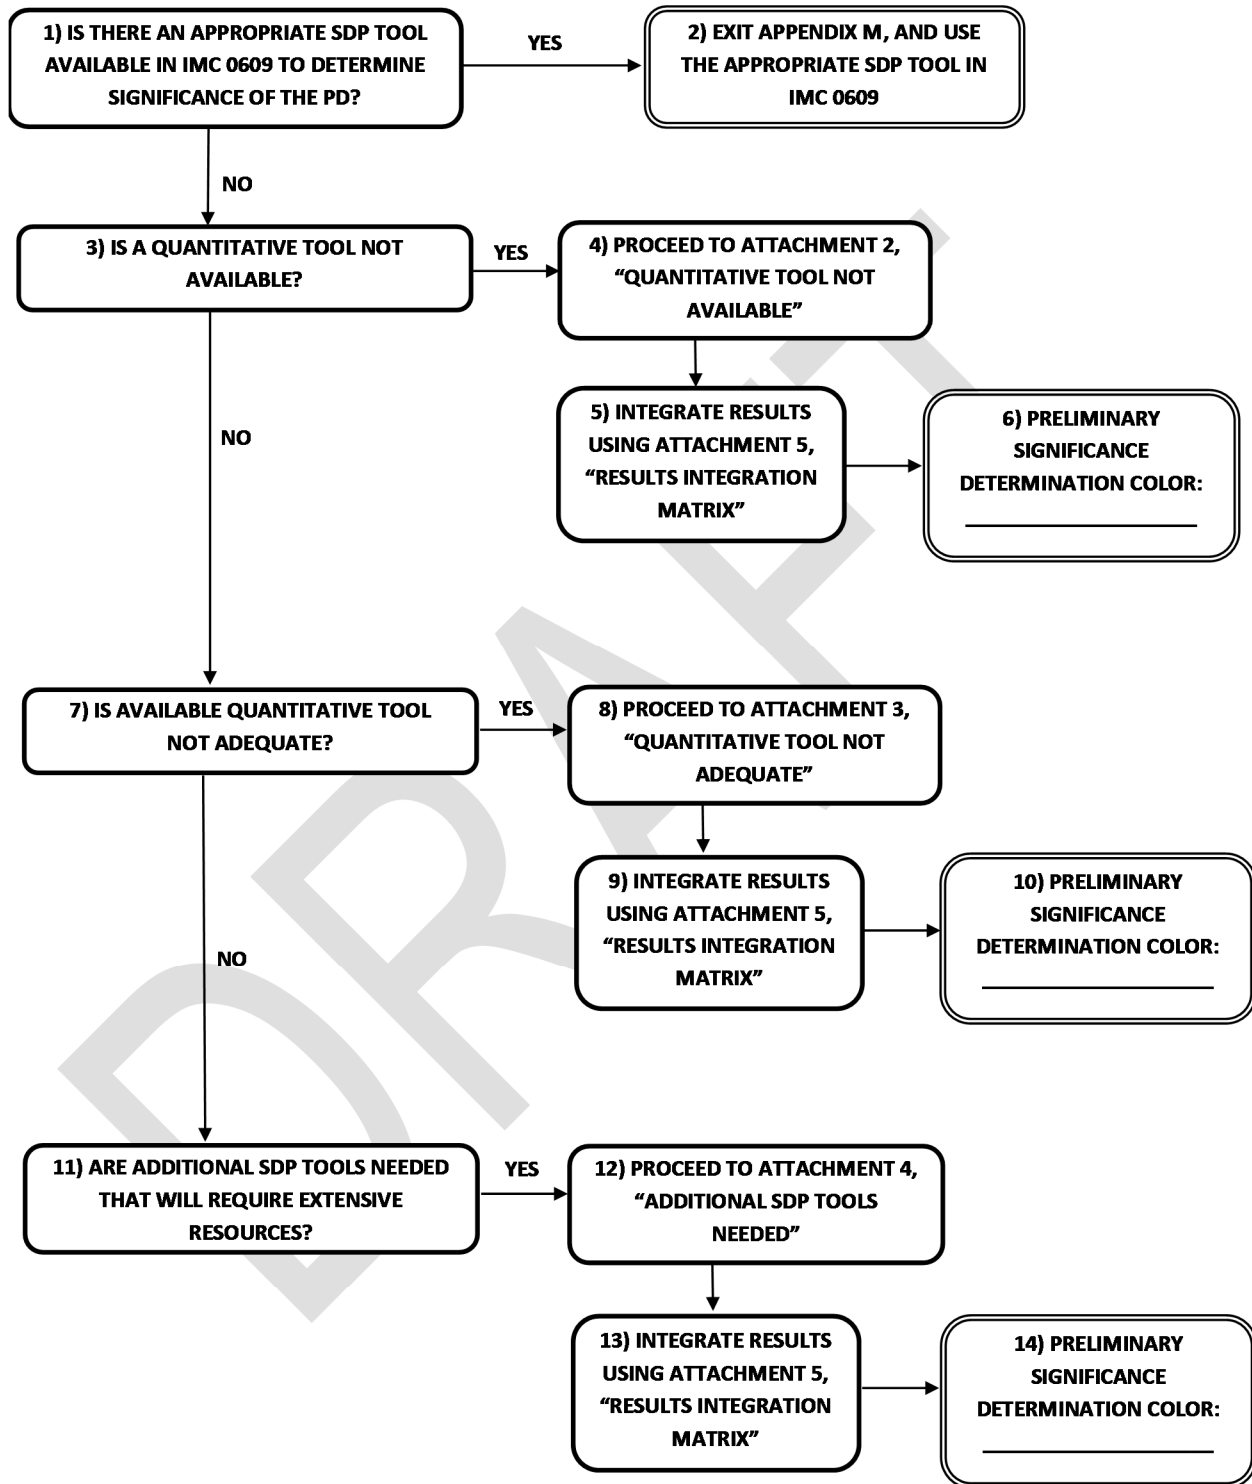 1) IS THERE AN APPROPRIATE SDP TOOL
AVAILABLE IN IMC 0609 TO DETERMINE
SIGNIFICANCE OF THE PD?
YES
2) EXIT APPENDIX M, AND USE
THE APPROPRIATE SDP TOOL IN
IMC 0609
NO
3) IS A QUANTITATIVE TOOL NOT
AVAILABLE?
YES
4) PROCEED TO ATTACHMENT 2,
“QUANTITATIVE TOOL NOT
AVAILABLE”
5) INTEGRATE RESULTS
USING ATTACHMENT 5,
“RESULTS INTEGRATION
MATRIX”
6) PRELIMINARY
SIGNIFICANCE
DETERMINATION COLOR:
NO
7) IS AVAILABLE QUANTITATIVE TOOL
NOT ADEQUATE?
YES
8) PROCEED TO ATTACHMENT 3,
“QUANTITATIVE TOOL NOT
ADEQUATE”
9) INTEGRATE RESULTS
USING ATTACHMENT 5,
“RESULTS INTEGRATION
MATRIX”
10) PRELIMINARY
SIGNIFICANCE
DETERMINATION COLOR:
NO
11) ARE ADDITIONAL SDP TOOLS NEEDED
THAT WILL REQUIRE EXTENSIVE
RESOURCES?
YES
12) PROCEED TO ATTACHMENT 4,
“ADDITIONAL SDP TOOLS
NEEDED”
13) INTEGRATE RESULTS
USING ATTACHMENT 5,
“RESULTS INTEGRATION
MATRIX”
14) PRELIMINARY
SIGNIFICANCE
DETERMINATION COLOR:
DRAFT